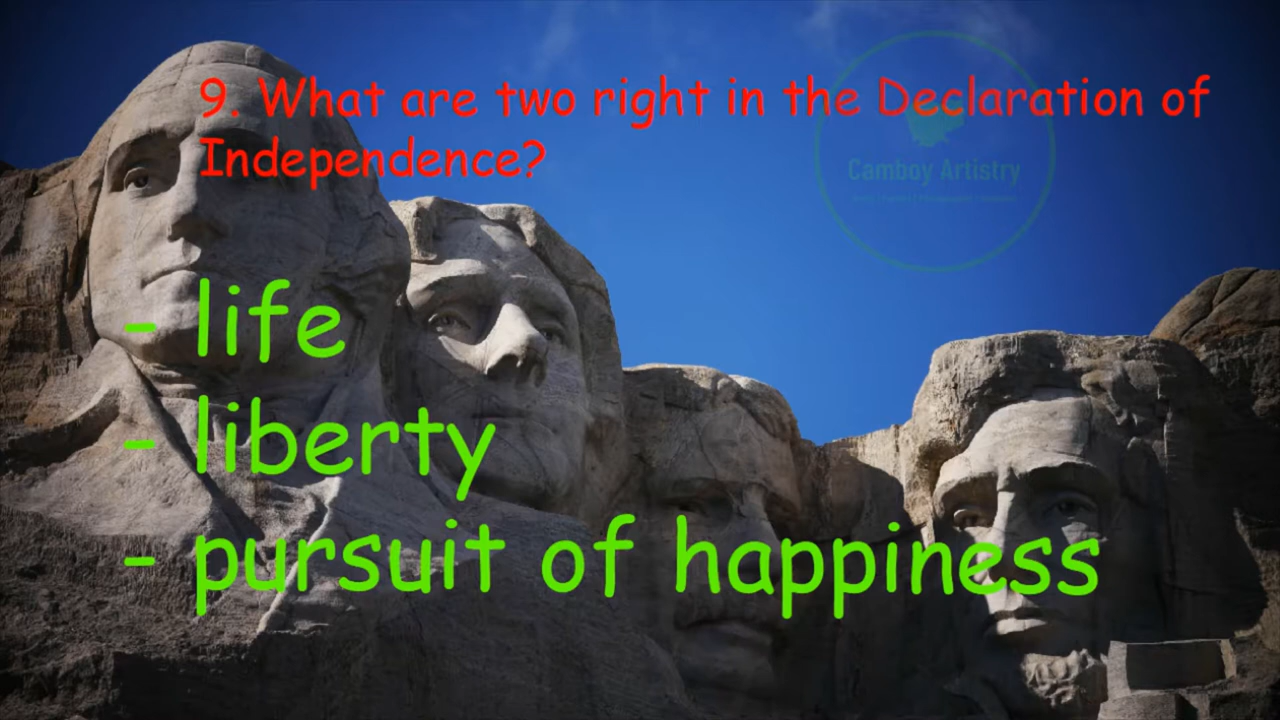 9. What are two right in the Declaration of
Independence?
Camboy Artistry
- life
- liberty
- pursuit of happiness